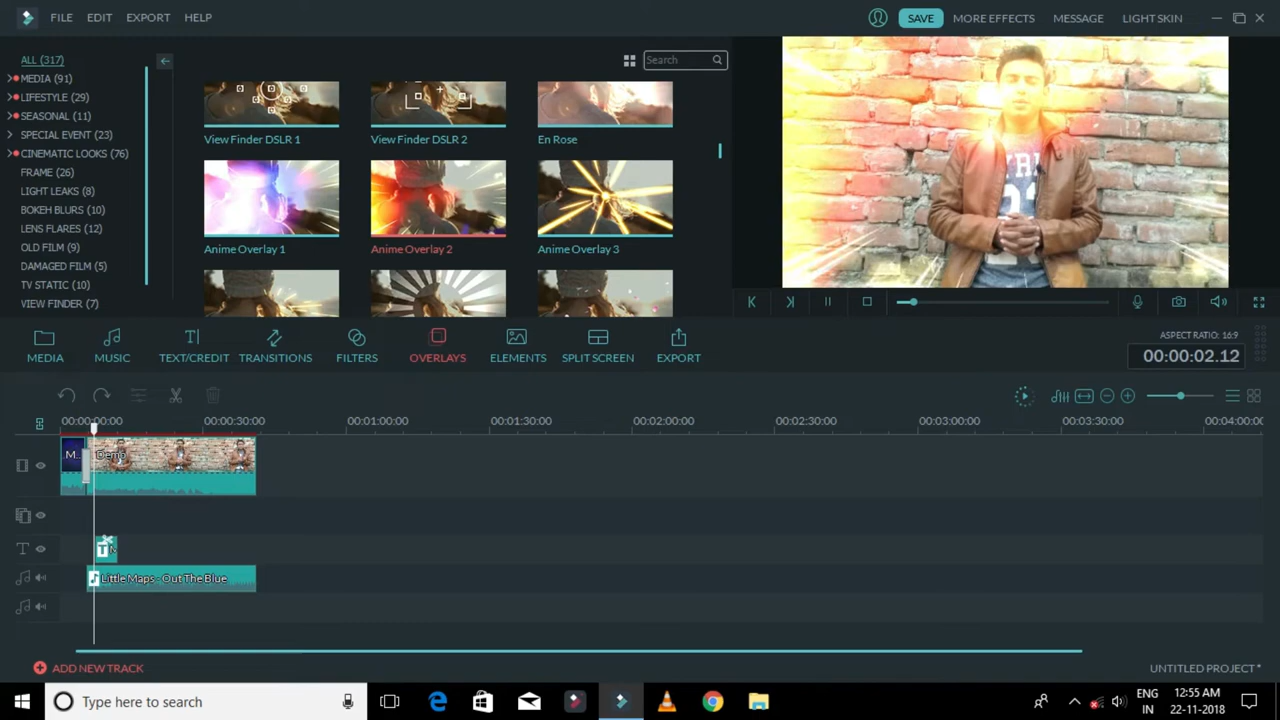 FILE EDIT EXPORT HELP
SAVE MORE EFFECTS MESSAGE LIGHT SKIN
ALL (317)
MEDIA (91)
LIFESTYLE (29)
SEASONAL (11)
SPECIAL EVENT (23)
CINEMATIC LOOKS (76)
FRAME (26)
LIGHT LEAKS (8)
BOKEH BLURS (10)
LENS FLARES (12)
OLD FILM (9)
DAMAGED FILM (5)
TV STATIC (10)
VIEW FINDER (7)
Search
View Finder DSLR 1 View Finder DSLR 2 En Rose
Anime Overlay 1 Anime Overlay 2 Anime Overlay 3
MEDIA MUSIC TEXT/CREDIT TRANSITIONS FILTERS OVERLAYS ELEMENTS SPLIT SCREEN EXPORT
ASPECT RATIO: 16:9
00:00:02.12
00:00:00:00 00:00:30:00 00:01:00:00 00:01:30:00 00:02:00:00 00:02:30:00 00:03:00:00 00:03:30:00 00:04:00:00
M... Demo
T
Little Maps - Out The Blue
ADD NEW TRACK
UNTITLED PROJECT *
Type here to search
ENG
IN
12:55 AM
22-11-2018